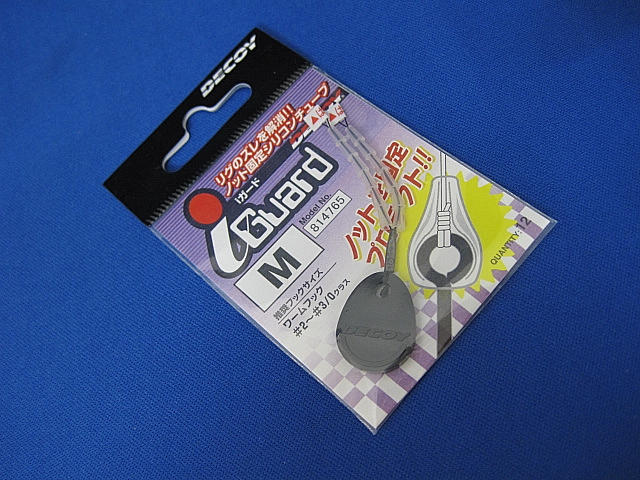 DECOY
リグのズレを解消!!
ノット固定シリコンチューブ
iガード
iGuard
M
Model No.
814765
推奨フックサイズ
ワームフック
#2～#3/0クラス
ノット
固定
プロ
フト!!
DECOY
QUANTITY: 12